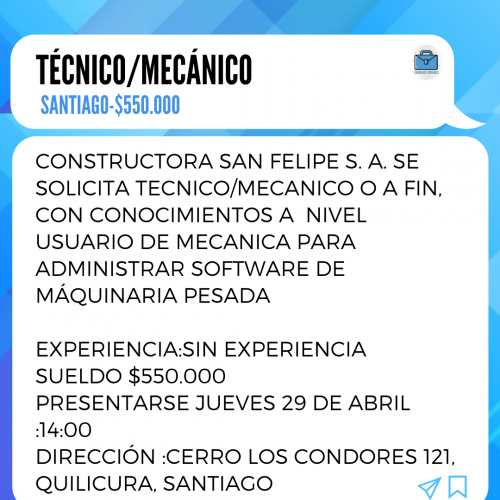 TÉCNICO/MECÁNICO
SANTIAGO-$550.000
CONSTRUCTORA SAN FELIPE S. A. SE
SOLICITA TECNICO/MECANICO O A FIN,
CON CONOCIMIENTOS A  NIVEL
USUARIO DE MECANICA PARA
ADMINISTRAR SOFTWARE DE
MÁQUINARIA PESADA
EXPERIENCIA:SIN EXPERIENCIA
SUELDO $550.000
PRESENTARSE JUEVES 29 DE ABRIL
:14:00
DIRECCIÓN :CERRO LOS CONDORES 121,
QUILICURA, SANTIAGO